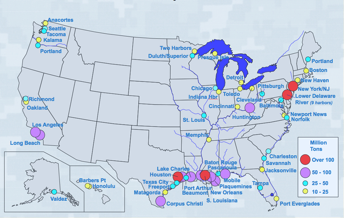 Anacortes
Seattle
Tacoma
Kalama
Portland
Richmond
Oakland
Los Angeles
Long Beach
Two Harbors
Duluth/Superior
Presque Isle
Chicago
Indiana Hbr
Detroit
Toledo
Cleveland
Cincinnati
Huntington
Pittsburgh
St. Louis
Memphis
Portland
Boston
New Haven
New York/NJ
Lower Delaware
River (9 harbors)
Baltimore
Newport News
Norfolk
Charleston
Savannah
Jacksonville
Tampa
Port Everglades
Lake Charles
Houston
Texas City
Freeport
Matagorda
Corpus Christi
Port Arthur
Beaumont
Baton Rouge
Mobile
Plaquemines
New Orleans
S. Louisiana
Valdez
Barbers Pt
Honolulu
Million
Tons
Over 100
50 - 100
25 - 50
10 - 25